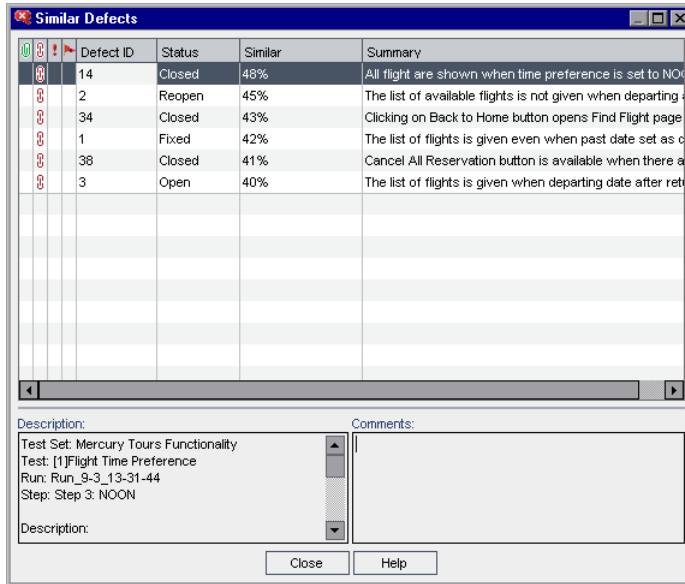 Similar Defects
Defect ID Status Similar Summary
14 Closed 48% All flight are shown when time preference is set to NOO
2 Reopen 45% The list of available flights is not given when departing
34 Closed 43% Clicking on Back to Home button opens Find Flight page
1 Fixed 42% The list of flights is given even when past date set as
38 Closed 41% Cancel All Reservation button is available when there a
3 Open 40% The list of flights is given when departing date after ret
Description: Comments:
Test Set: Mercury Tours Functionality
Test: [1]Flight Time Preference
Run: Run_9-3_13-31-44
Step: Step 3: NOON
Description:
Close Help